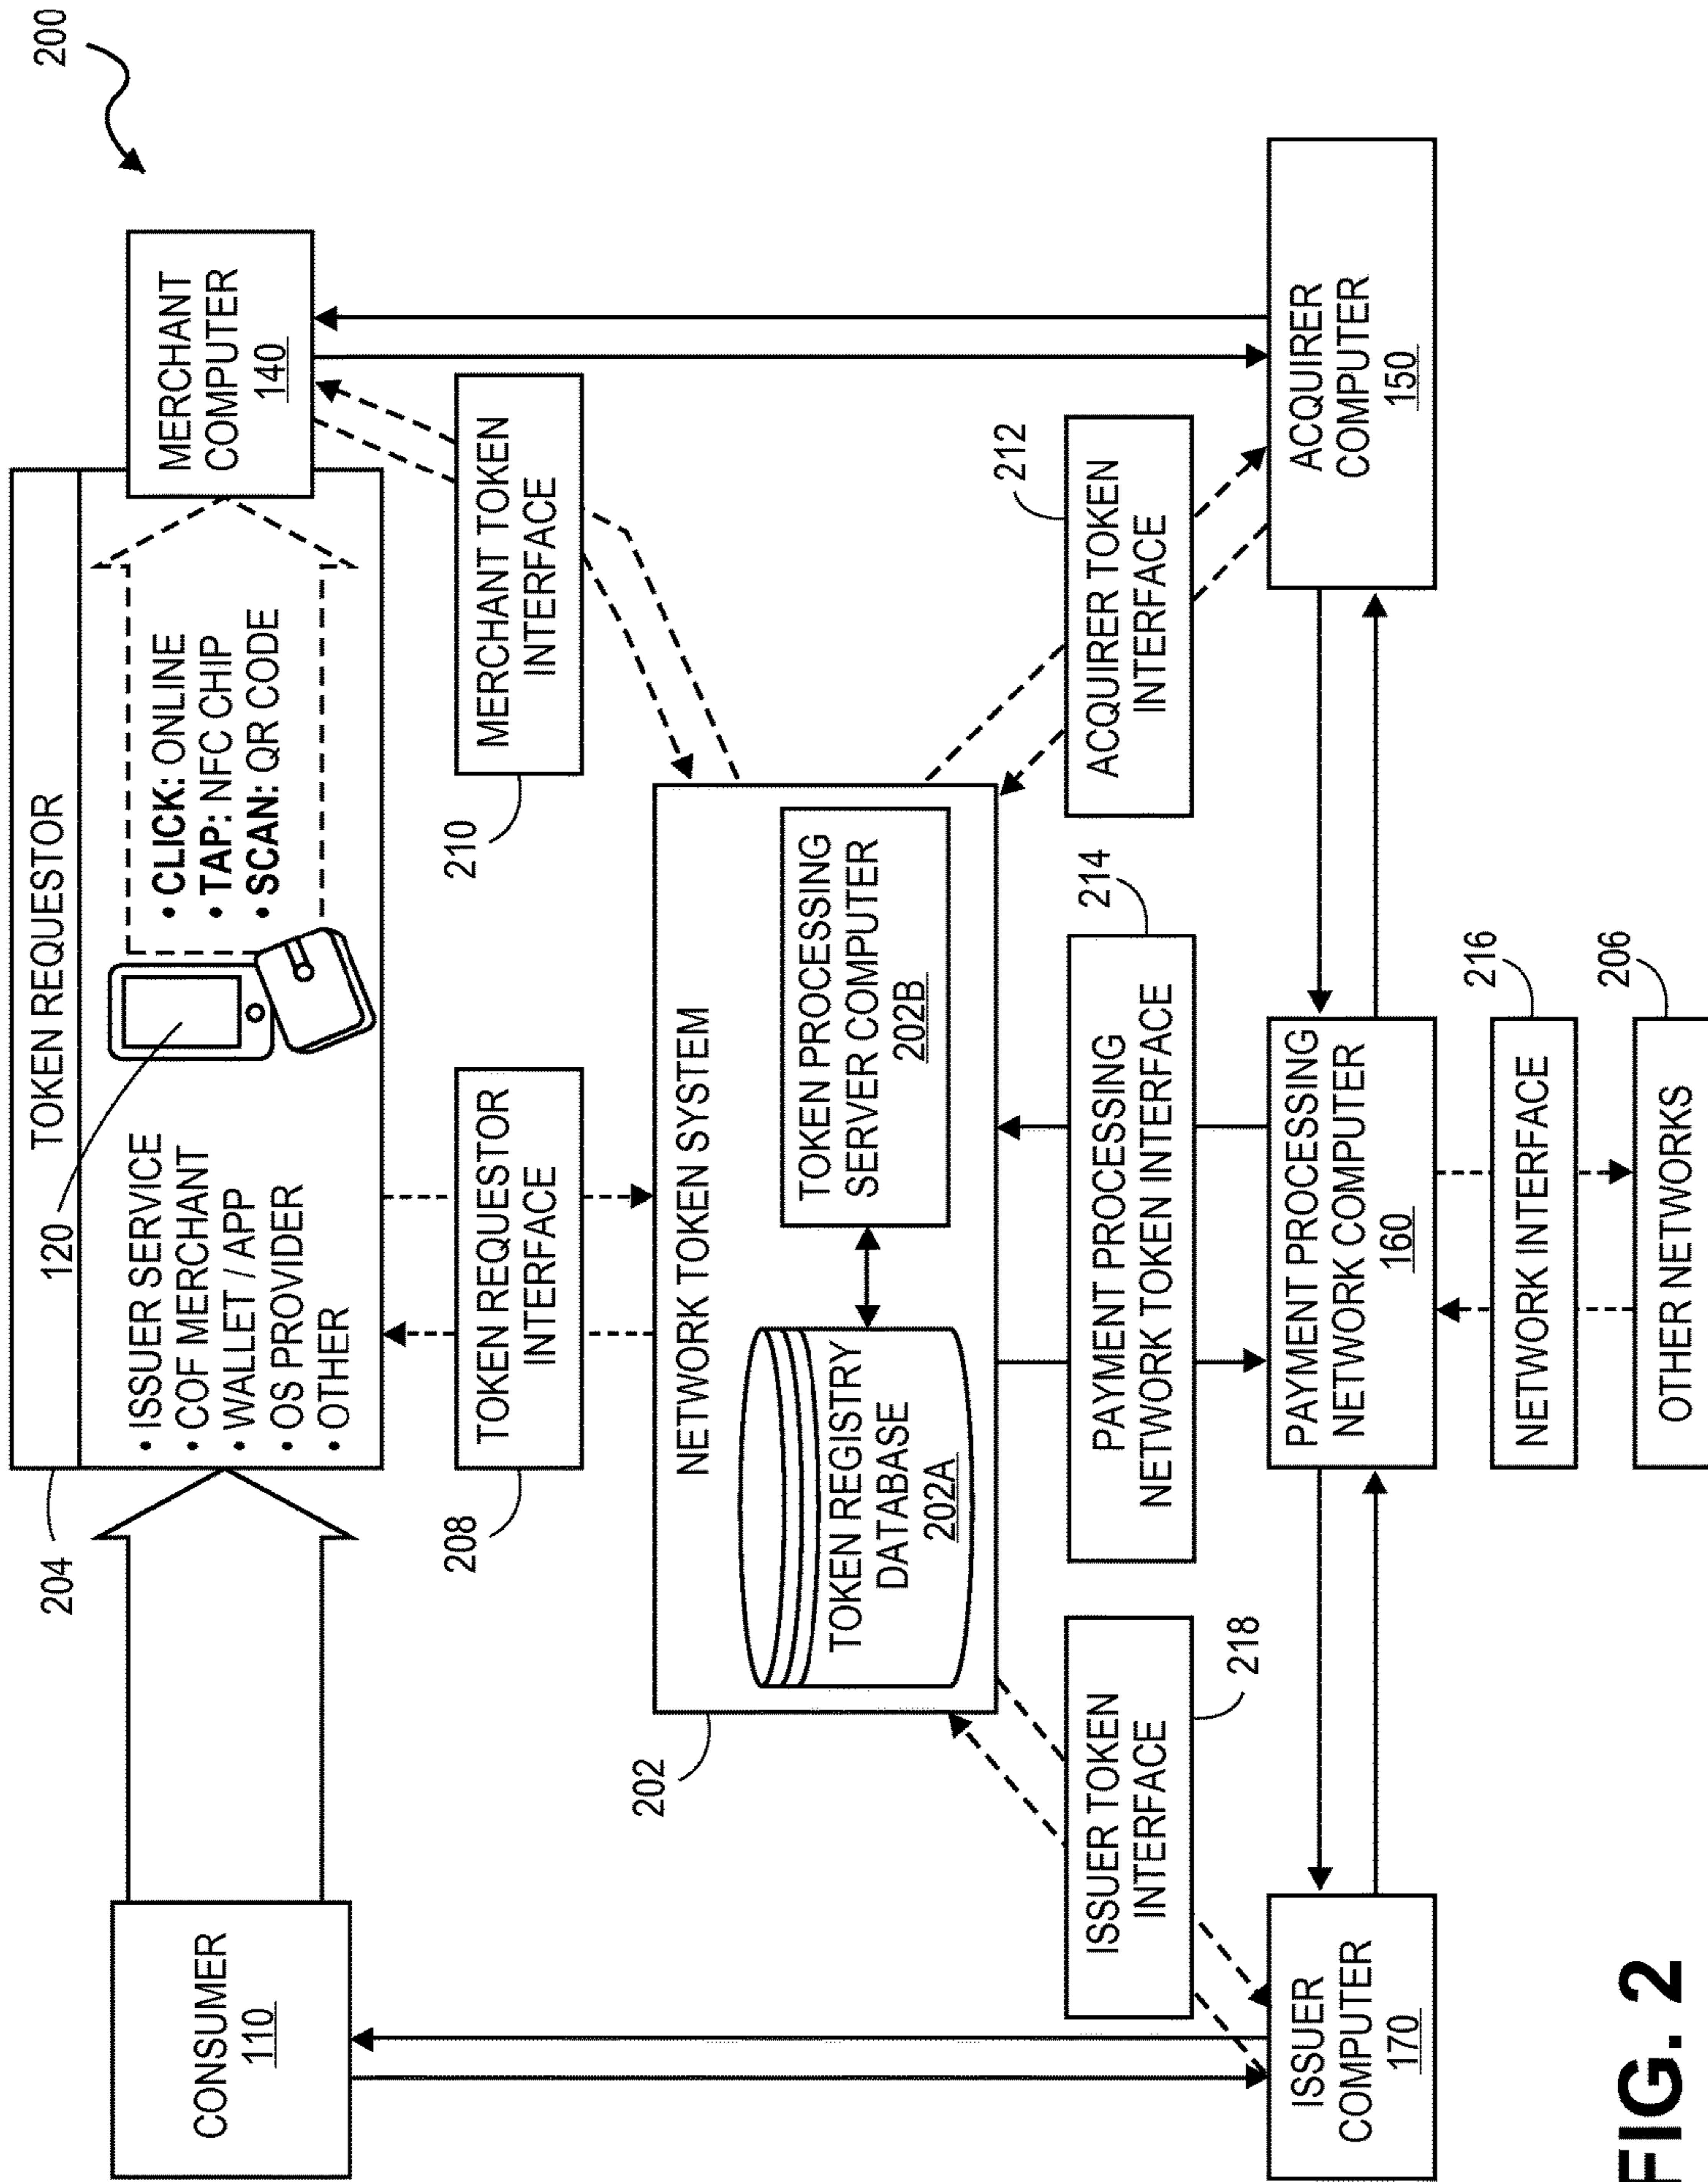 200
TOKEN REQUESTOR
204
120
• ISSUER SERVICE
• COF MERCHANT
• WALLET / APP
• OS PROVIDER
• OTHER
• CLICK: ONLINE
• TAP: NFC CHIP
• SCAN: QR CODE
CONSUMER
110
MERCHANT
COMPUTER
140
TOKEN REQUESTOR
INTERFACE
208
MERCHANT TOKEN
INTERFACE
210
NETWORK TOKEN SYSTEM
202
TOKEN REGISTRY
DATABASE
202A
TOKEN PROCESSING
SERVER COMPUTER
202B
ISSUER TOKEN
INTERFACE
218
PAYMENT PROCESSING
NETWORK TOKEN INTERFACE
214
ACQUIRER TOKEN
INTERFACE
212
ISSUER
COMPUTER
170
PAYMENT PROCESSING
NETWORK COMPUTER
160
ACQUIRER
COMPUTER
150
NETWORK INTERFACE
216
OTHER NETWORKS
206
FIG. 2